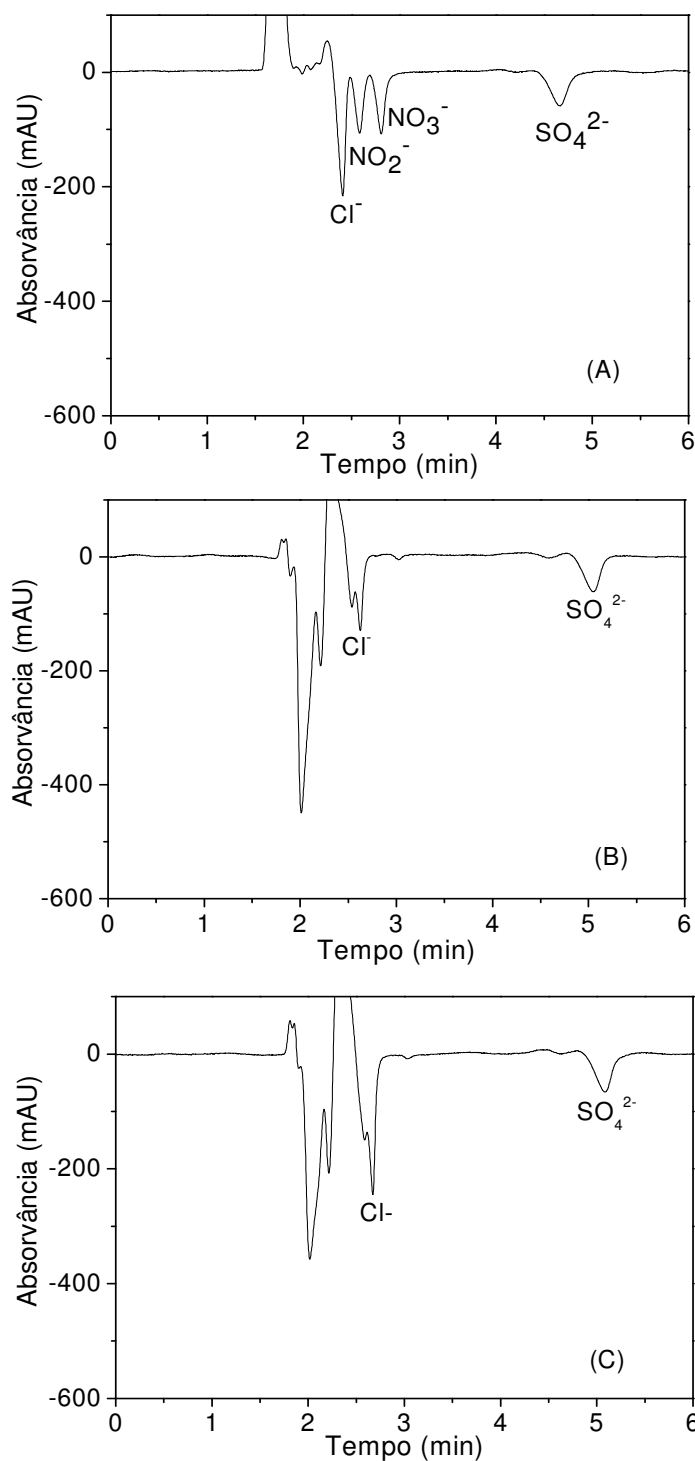 0
-200
-400
-600
Absorvância (mAU)
Cl⁻
NO₂⁻
NO₃⁻
SO₄²⁻
(A)
0 1 2 3 4 5 6
Tempo (min)
0
-200
-400
-600
Absorvância (mAU)
Cl⁻
SO₄²⁻
(B)
0 1 2 3 4 5 6
Tempo (min)
0
-200
-400
-600
Absorvância (mAU)
Cl-
SO₄²⁻
(C)
0 1 2 3 4 5 6
Tempo (min)